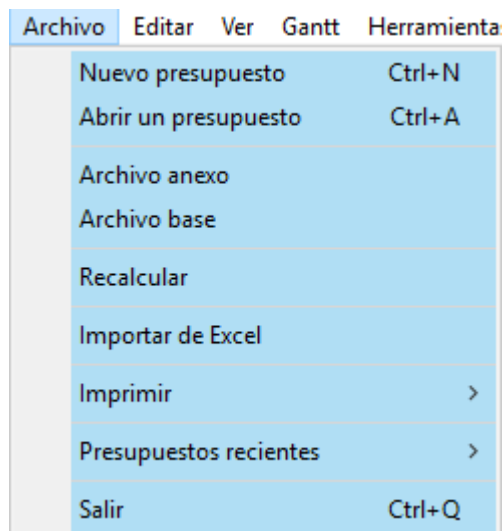 Archivo Editar Ver Gantt Herramienta
Nuevo presupuesto Ctrl+N
Abrir un presupuesto Ctrl+A
Archivo anexo
Archivo base
Recalcular
Importar de Excel
Imprimir >
Presupuestos recientes >
Salir Ctrl+Q